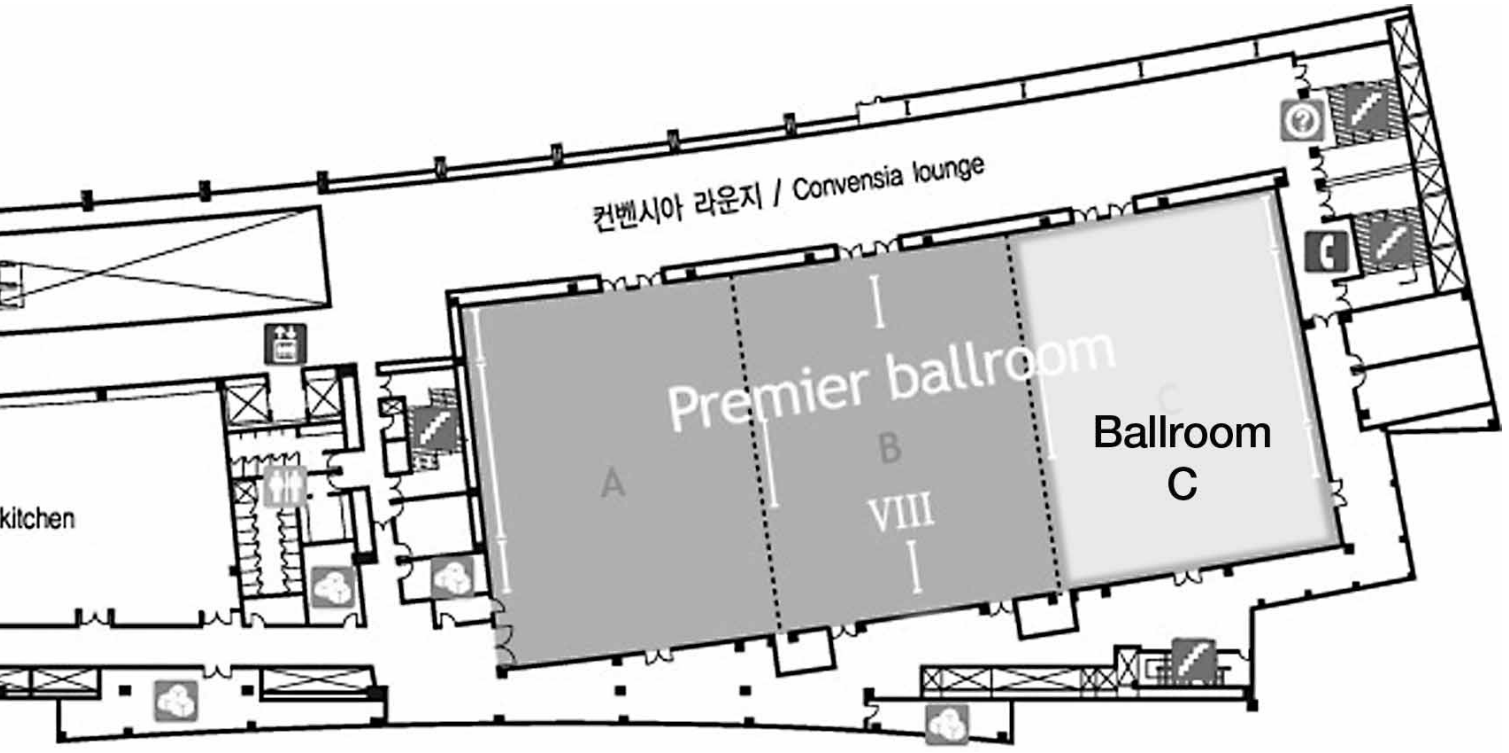 컨벤시아 라운지 / Convensia lounge
?
Premier ballroom
C
Ballroom
C
B
A
VIII
kitchen